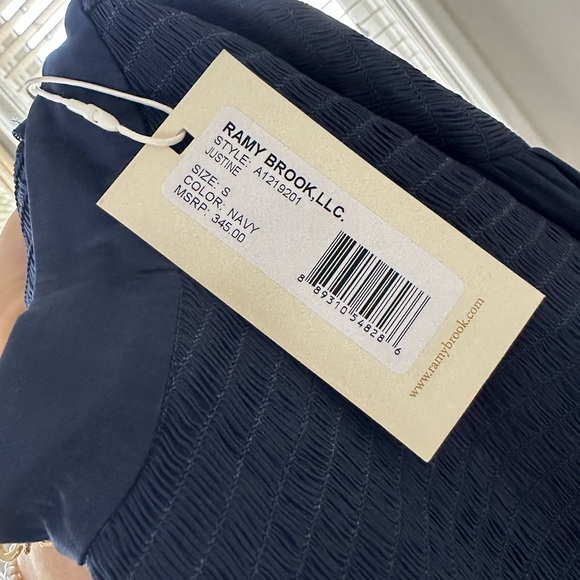 RAMY BROOK,LLC.
STYLE: A1219201
JUSTINE
SIZE: S
COLOR: NAVY
MSRP: 345.00
8 89310 54828 6
www.ramybrook.com